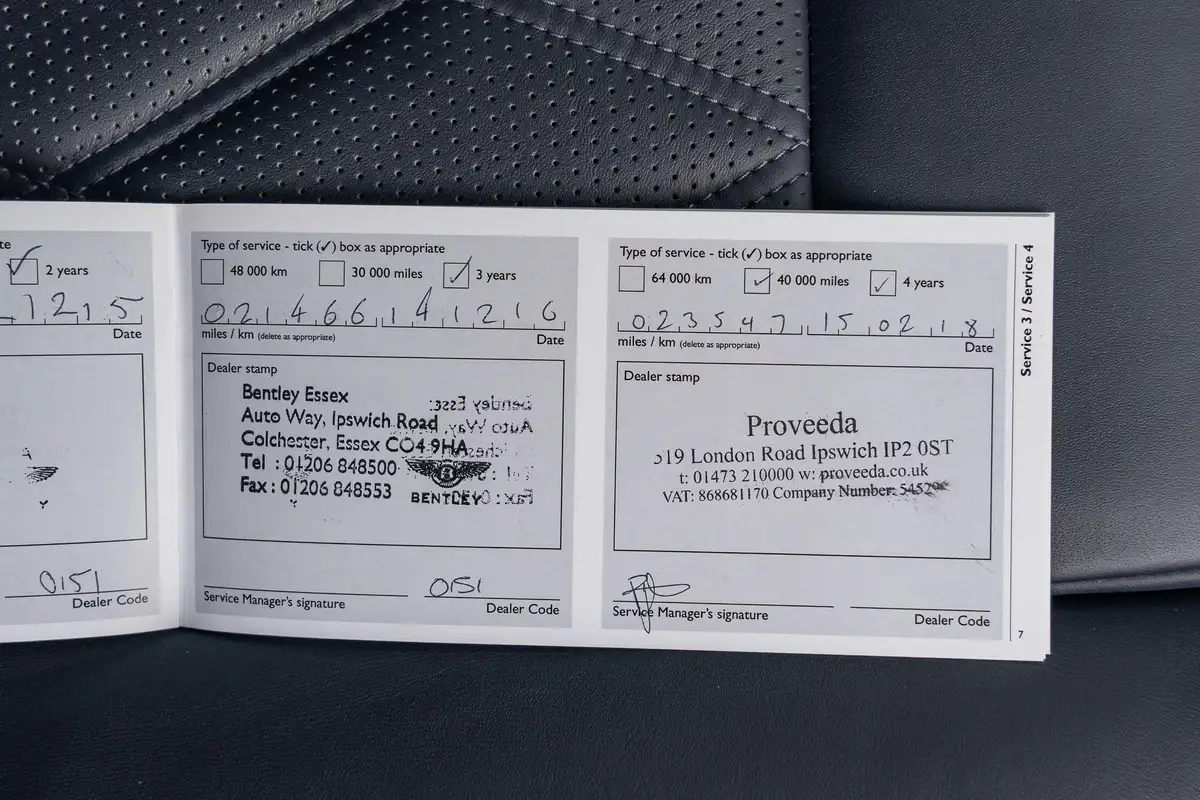 te
✓ 2 years
1 2 1 5
Date
0151
Dealer Code
Type of service - tick (✓) box as appropriate
48 000 km 30 000 miles ✓ 3 years
0 2 1 4 6 6 1 4 1 2 1 6
miles / km (delete as appropriate) Date
Dealer stamp
Bentley Essex
Auto Way, Ipswich Road
Colchester, Essex CO4 9HA
Tel : 01206 848500
Fax : 01206 848553
BENTLEY
0151
Service Manager's signature Dealer Code
Type of service - tick (✓) box as appropriate
64 000 km ✓ 40 000 miles ✓ 4 years
0 2 3 5 4 7 1 5 0 2 1 8
miles / km (delete as appropriate) Date
Dealer stamp
Proveeda
319 London Road Ipswich IP2 0ST
t: 01473 210000 w: proveeda.co.uk
VAT: 868681170 Company Number:
Service Manager's signature Dealer Code
Service 3 / Service 4
7